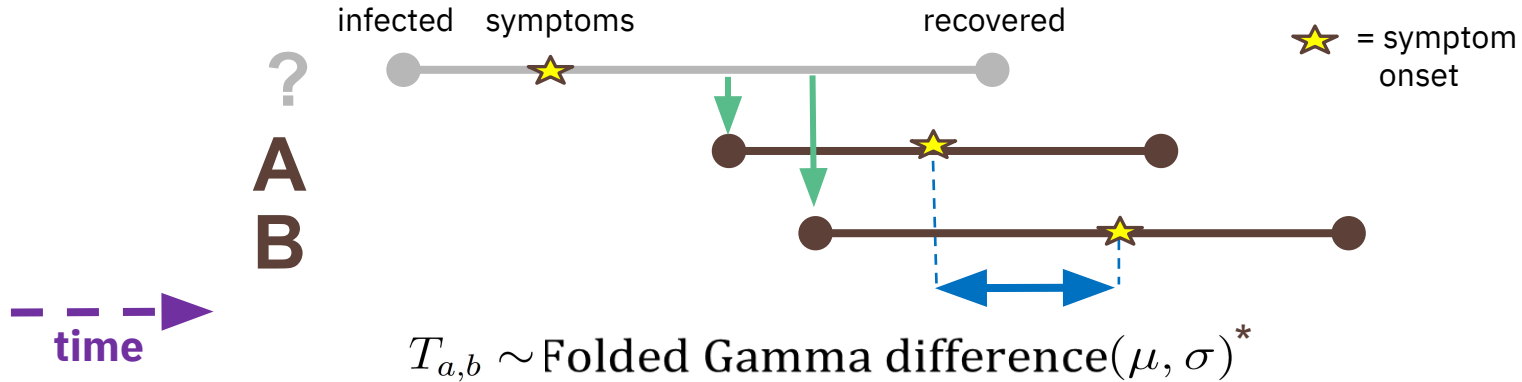 infected symptoms recovered
= symptom
onset
?
A
B
time
T_{a,b} ~ Folded Gamma difference(μ, σ)*